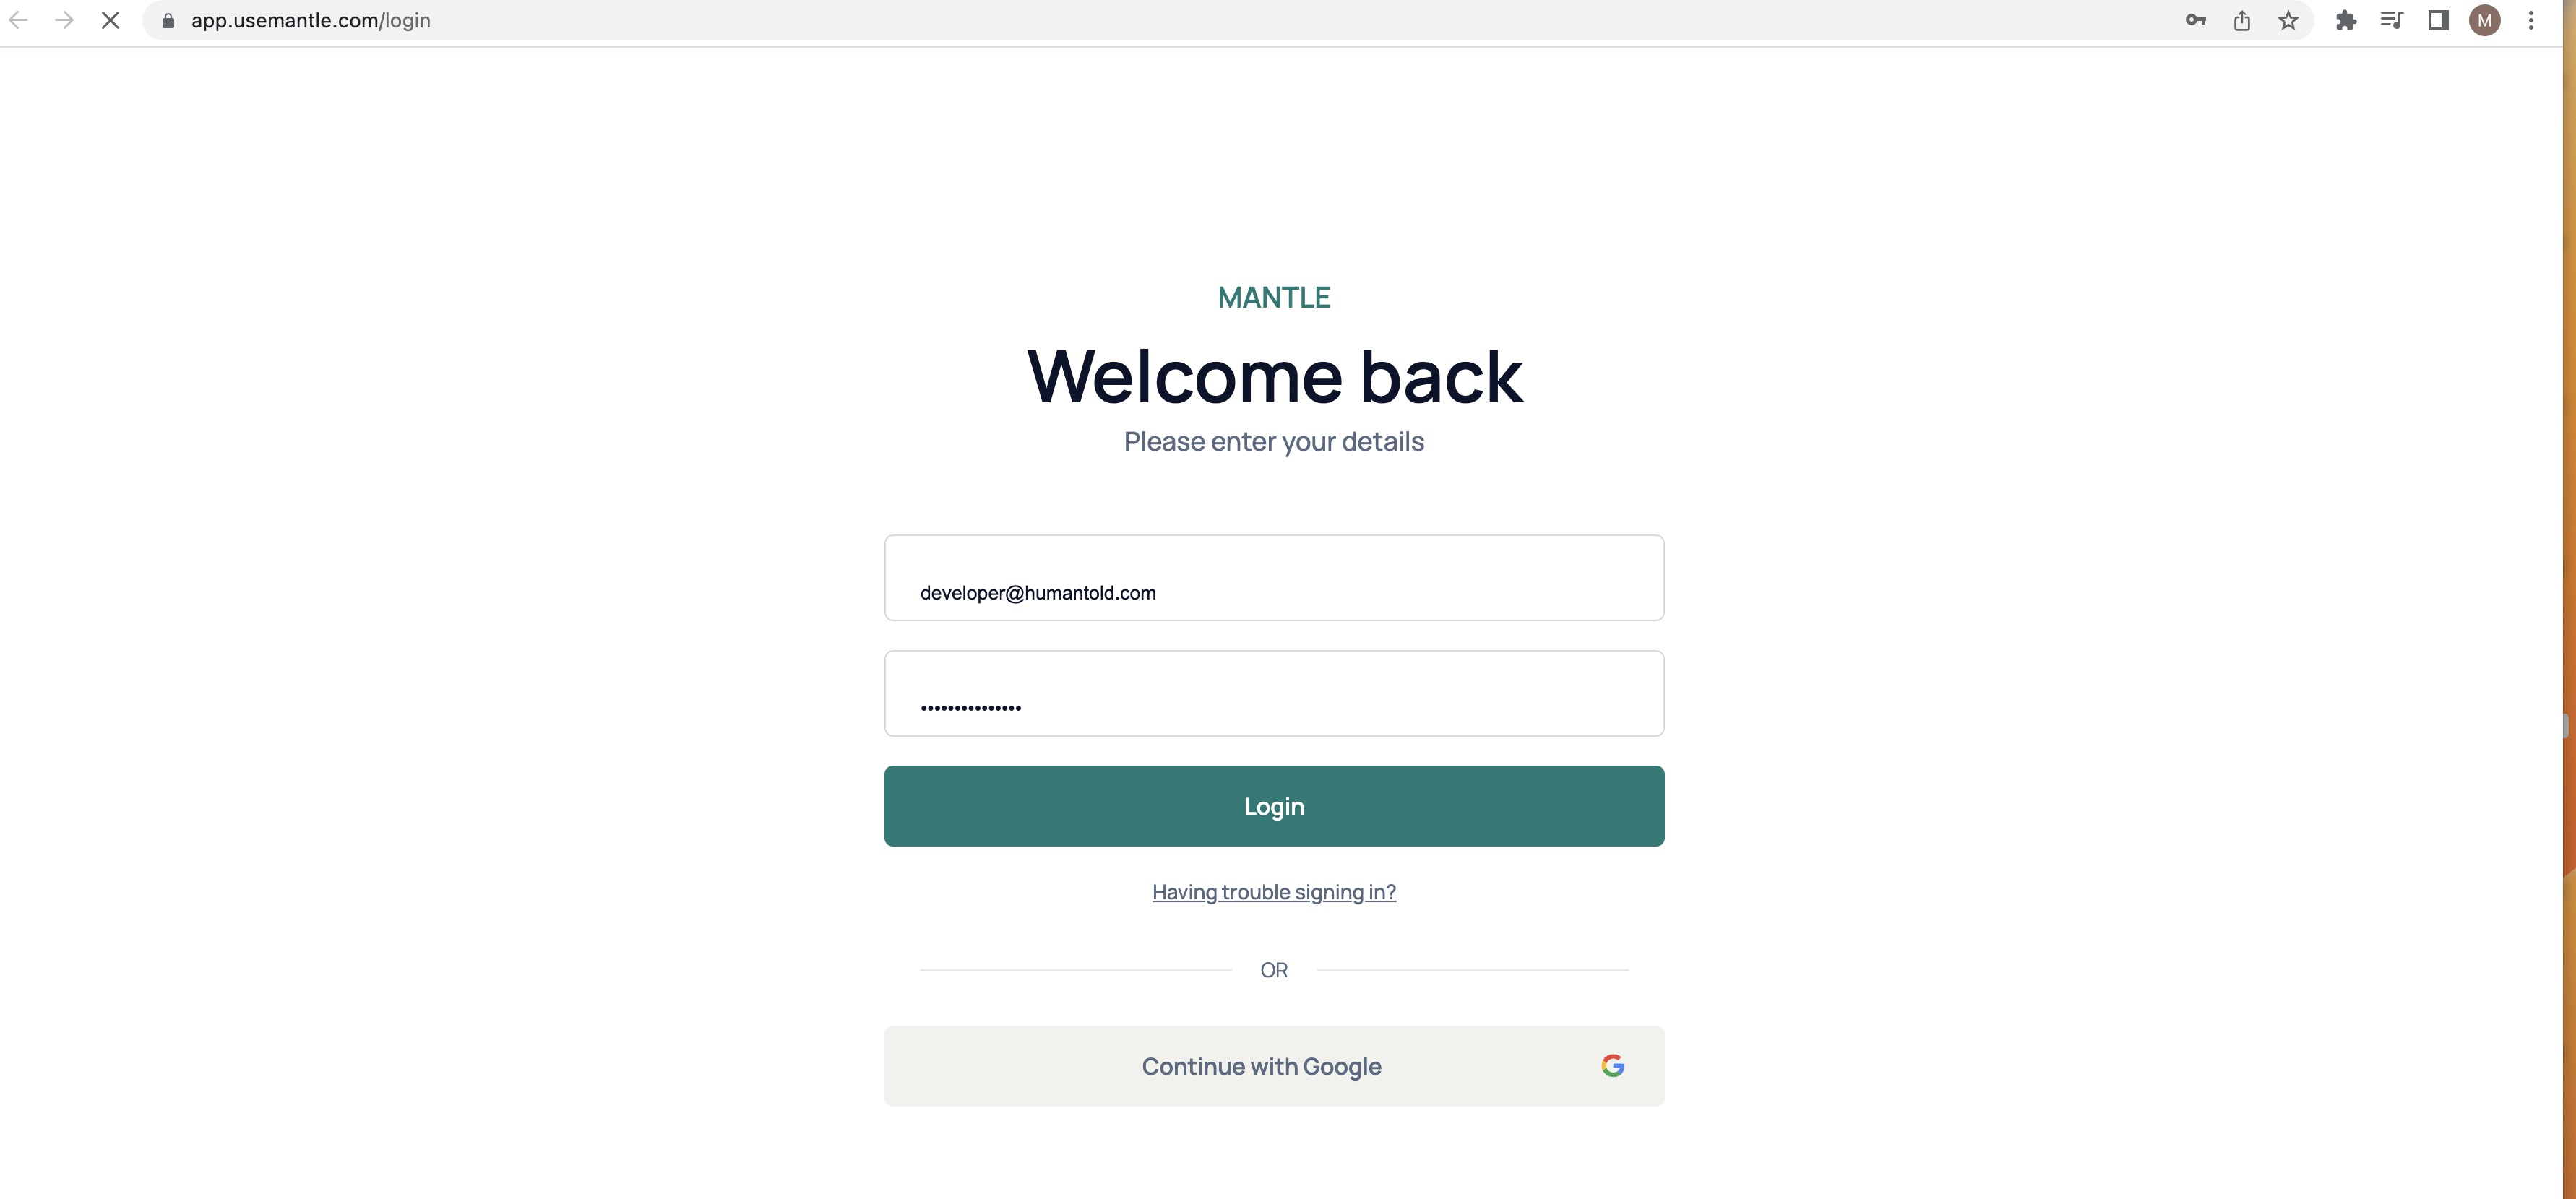 app.usemantle.com/login
M
MANTLE
Welcome back
Please enter your details
developer@humantold.com
•••••••••••••••
Login
Having trouble signing in?
OR
Continue with Google